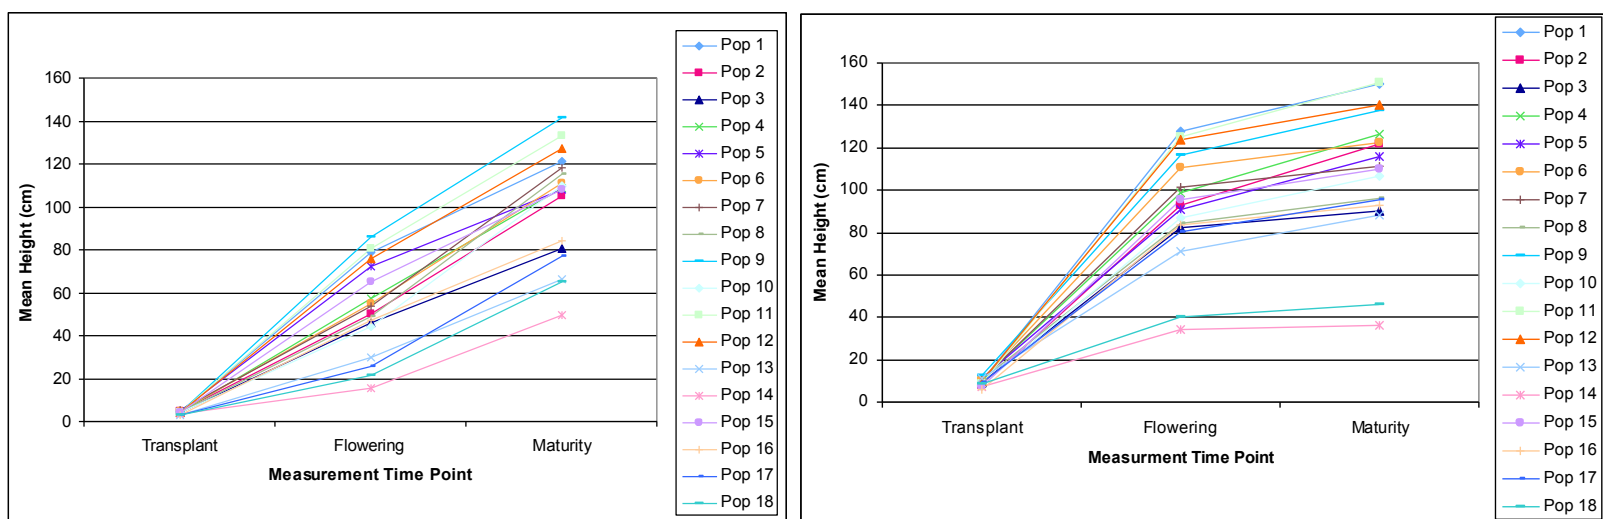 160
140
120
100
80
60
40
20
0
Mean Height (cm)
Transplant Flowering Maturity
Measurement Time Point
Pop 1
Pop 2
Pop 3
Pop 4
Pop 5
Pop 6
Pop 7
Pop 8
Pop 9
Pop 10
Pop 11
Pop 12
Pop 13
Pop 14
Pop 15
Pop 16
Pop 17
Pop 18
160
140
120
100
80
60
40
20
0
Mean Height (cm)
Transplant Flowering Maturity
Measurment Time Point
Pop 1
Pop 2
Pop 3
Pop 4
Pop 5
Pop 6
Pop 7
Pop 8
Pop 9
Pop 10
Pop 11
Pop 12
Pop 13
Pop 14
Pop 15
Pop 16
Pop 17
Pop 18